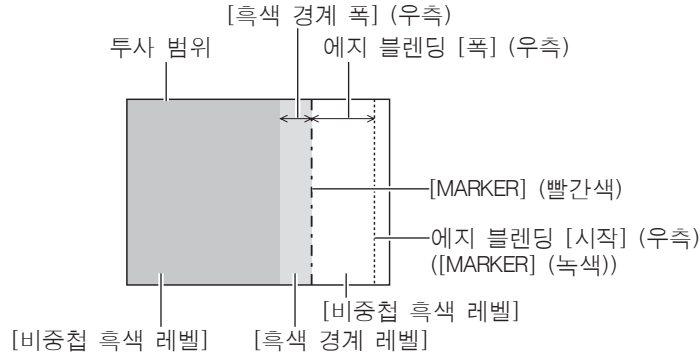 [흑색 경계 폭] (우측)
투사 범위
에지 블렌딩 [폭] (우측)
[MARKER] (빨간색)
에지 블렌딩 [시작] (우측)
([MARKER] (녹색))
[비중첩 흑색 레벨]
[비중첩 흑색 레벨]
[흑색 경계 레벨]